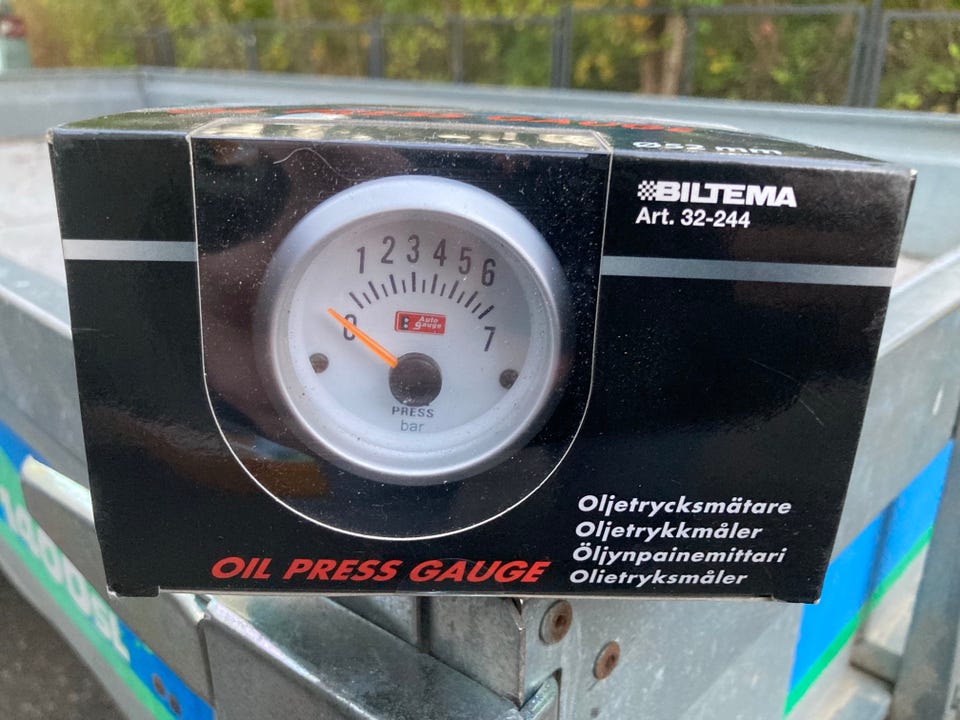 Ø52 mm
BILTEMA
Art. 32-244
1 2 3 4 5 6
Auto
gauge
0 7
PRESS
bar
Oljetrycksmätare
Oljetrykkmåler
Öljynpainemittari
Olietryksmåler
OIL PRESS GAUGE